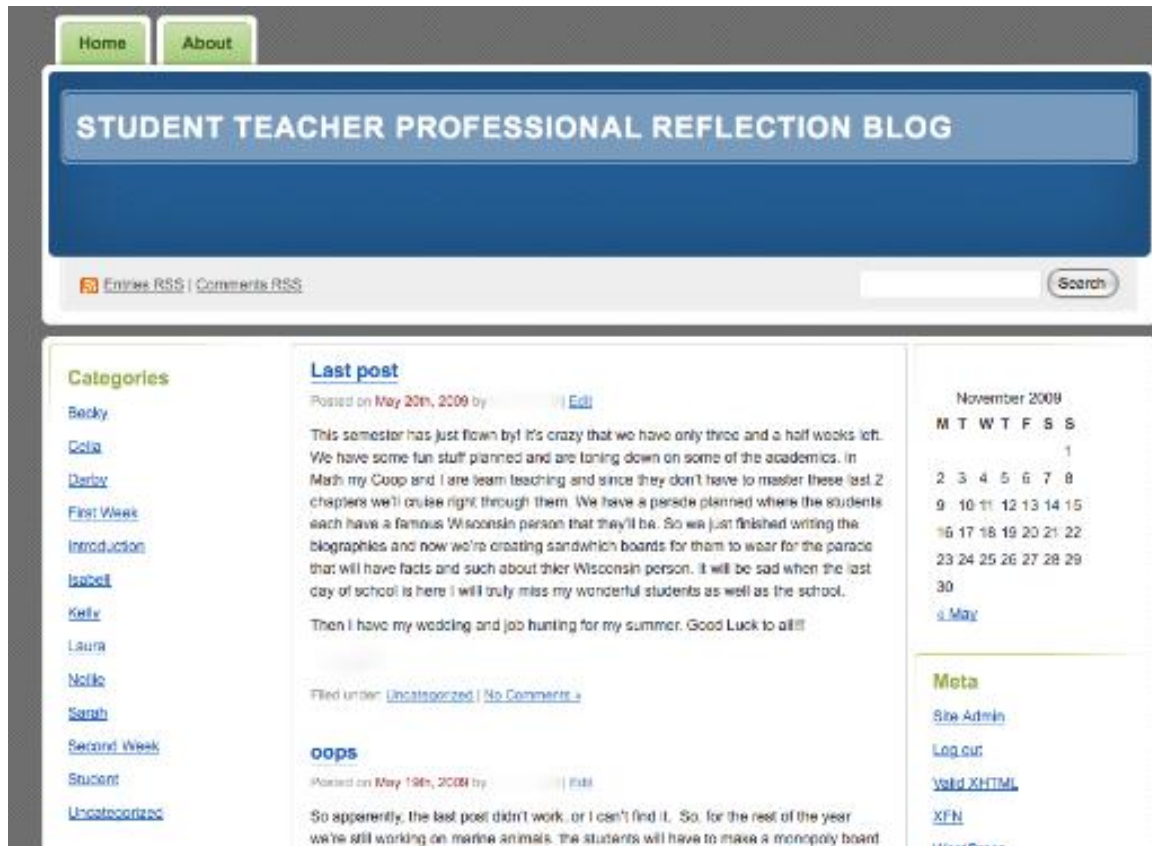 Home
About
STUDENT TEACHER PROFESSIONAL REFLECTION BLOG
Entries RSS | Comments RSS
Search
Categories
Becky
Celia
Darby
First Week
Introduction
Isabell
Kelly
Laura
Nellie
Sarah
Second Week
Student
Uncategorized
Last post
Posted on May 20th, 2009 by | Edit
This semester has just flown by! It's crazy that we have only three and a half weeks left.
We have some fun stuff planned and are toning down on some of the academics. In
Math my Coop and I are team teaching and since they don't have to master these last 2
chapters we'll cruise right through them. We have a parade planned where the students
each have a famous Wisconsin person that they'll be. So we just finished writing the
biographies and now we're creating sandwhich boards for them to wear for the parade
that will have facts and such about thier Wisconsin person. It will be sad when the last
day of school is here I will truly miss my wonderful students as well as the school.
Then I have my wedding and job hunting for my summer. Good Luck to all!!!
Filed under: Uncategorized | No Comments »
oops
Posted on May 19th, 2009 by | Edit
So apparently, the last post didn't work, or I can't find it. So, for the rest of the year
we're still working on marine animals, the students will have to make a monopoly board
November 2009
M T W T F S S
1
2 3 4 5 6 7 8
9 10 11 12 13 14 15
16 17 18 19 20 21 22
23 24 25 26 27 28 29
30
« May
Meta
Site Admin
Log out
Valid XHTML
XFN